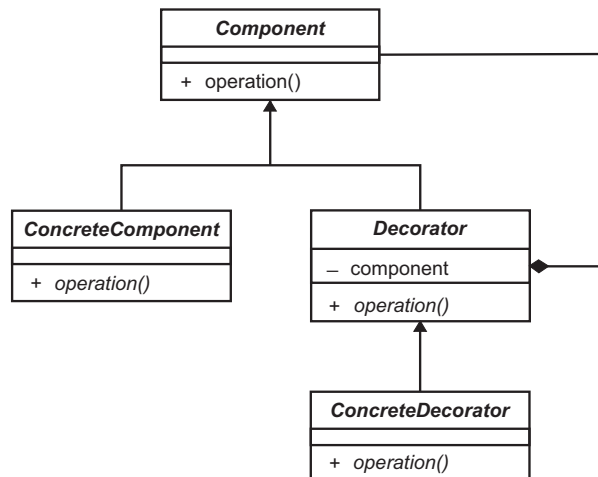 Component
+ operation()
ConcreteComponent
+ operation()
Decorator
– component
+ operation()
ConcreteDecorator
+ operation()